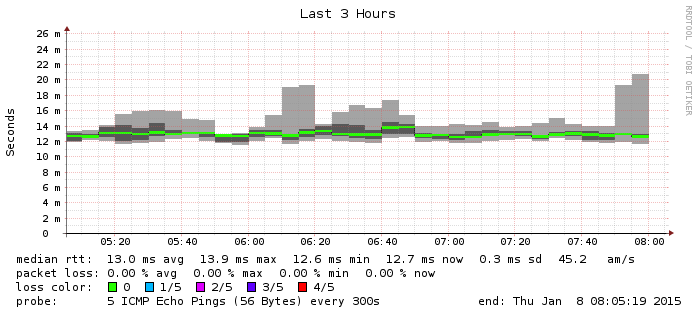 Last 3 Hours
RRDTOOL / TOBI OETIKER
Seconds
26 m
24 m
22 m
20 m
18 m
16 m
14 m
12 m
10 m
8 m
6 m
4 m
2 m
0
05:20 05:40 06:00 06:20 06:40 07:00 07:20 07:40 08:00
median rtt: 13.0 ms avg 13.9 ms max 12.6 ms min 12.7 ms now 0.3 ms sd 45.2 am/s
packet loss: 0.00 % avg 0.00 % max 0.00 % min 0.00 % now
loss color: 0 1/5 2/5 3/5 4/5
probe: 5 ICMP Echo Pings (56 Bytes) every 300s end: Thu Jan 8 08:05:19 2015